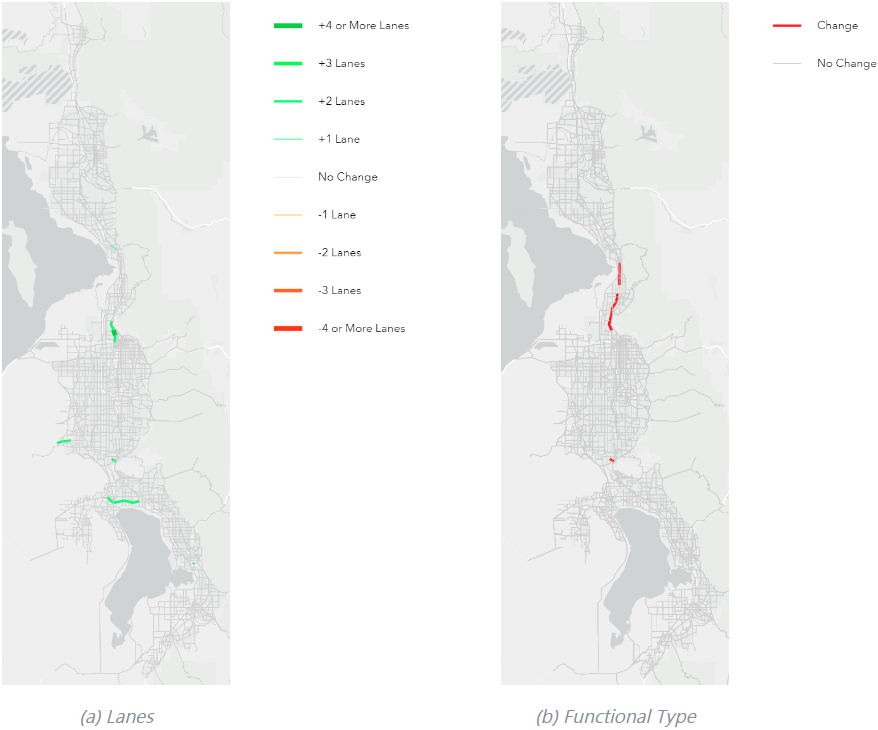 +4 or More Lanes
+3 Lanes
+2 Lanes
+1 Lane
No Change
-1 Lane
-2 Lanes
-3 Lanes
-4 or More Lanes
(a) Lanes
Change
No Change
(b) Functional Type